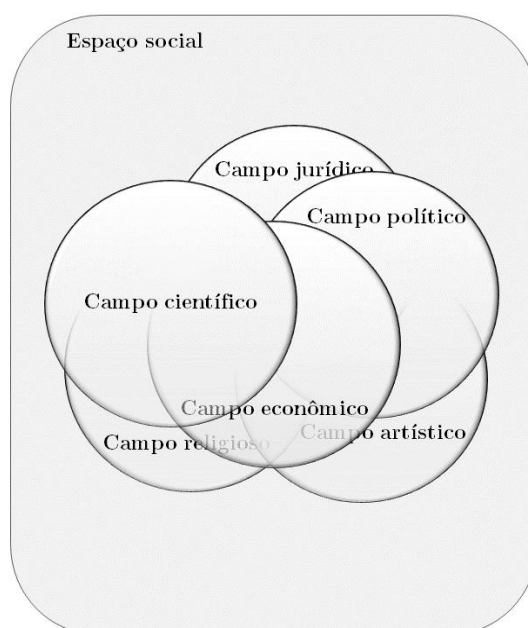 Espaço social
Campo jurídico
Campo político
Campo científico
Campo econômico
Campo artístico
Campo religioso